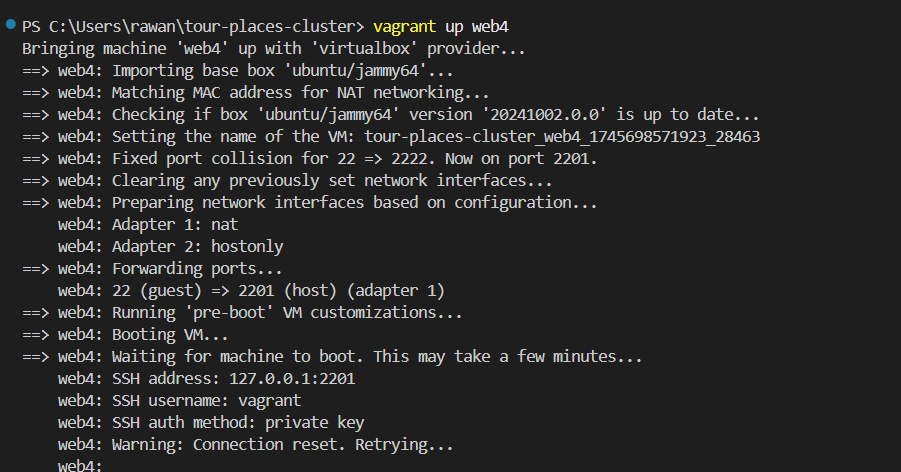 PS C:\Users\rawan\tour-places-cluster> vagrant up web4
Bringing machine 'web4' up with 'virtualbox' provider...
==> web4: Importing base box 'ubuntu/jammy64'...
==> web4: Matching MAC address for NAT networking...
==> web4: Checking if box 'ubuntu/jammy64' version '20241002.0.0' is up to date...
==> web4: Setting the name of the VM: tour-places-cluster_web4_1745698571923_28463
==> web4: Fixed port collision for 22 => 2222. Now on port 2201.
==> web4: Clearing any previously set network interfaces...
==> web4: Preparing network interfaces based on configuration...
    web4: Adapter 1: nat
    web4: Adapter 2: hostonly
==> web4: Forwarding ports...
    web4: 22 (guest) => 2201 (host) (adapter 1)
==> web4: Running 'pre-boot' VM customizations...
==> web4: Booting VM...
==> web4: Waiting for machine to boot. This may take a few minutes...
    web4: SSH address: 127.0.0.1:2201
    web4: SSH username: vagrant
    web4: SSH auth method: private key
    web4: Warning: Connection reset. Retrying...
    web4: